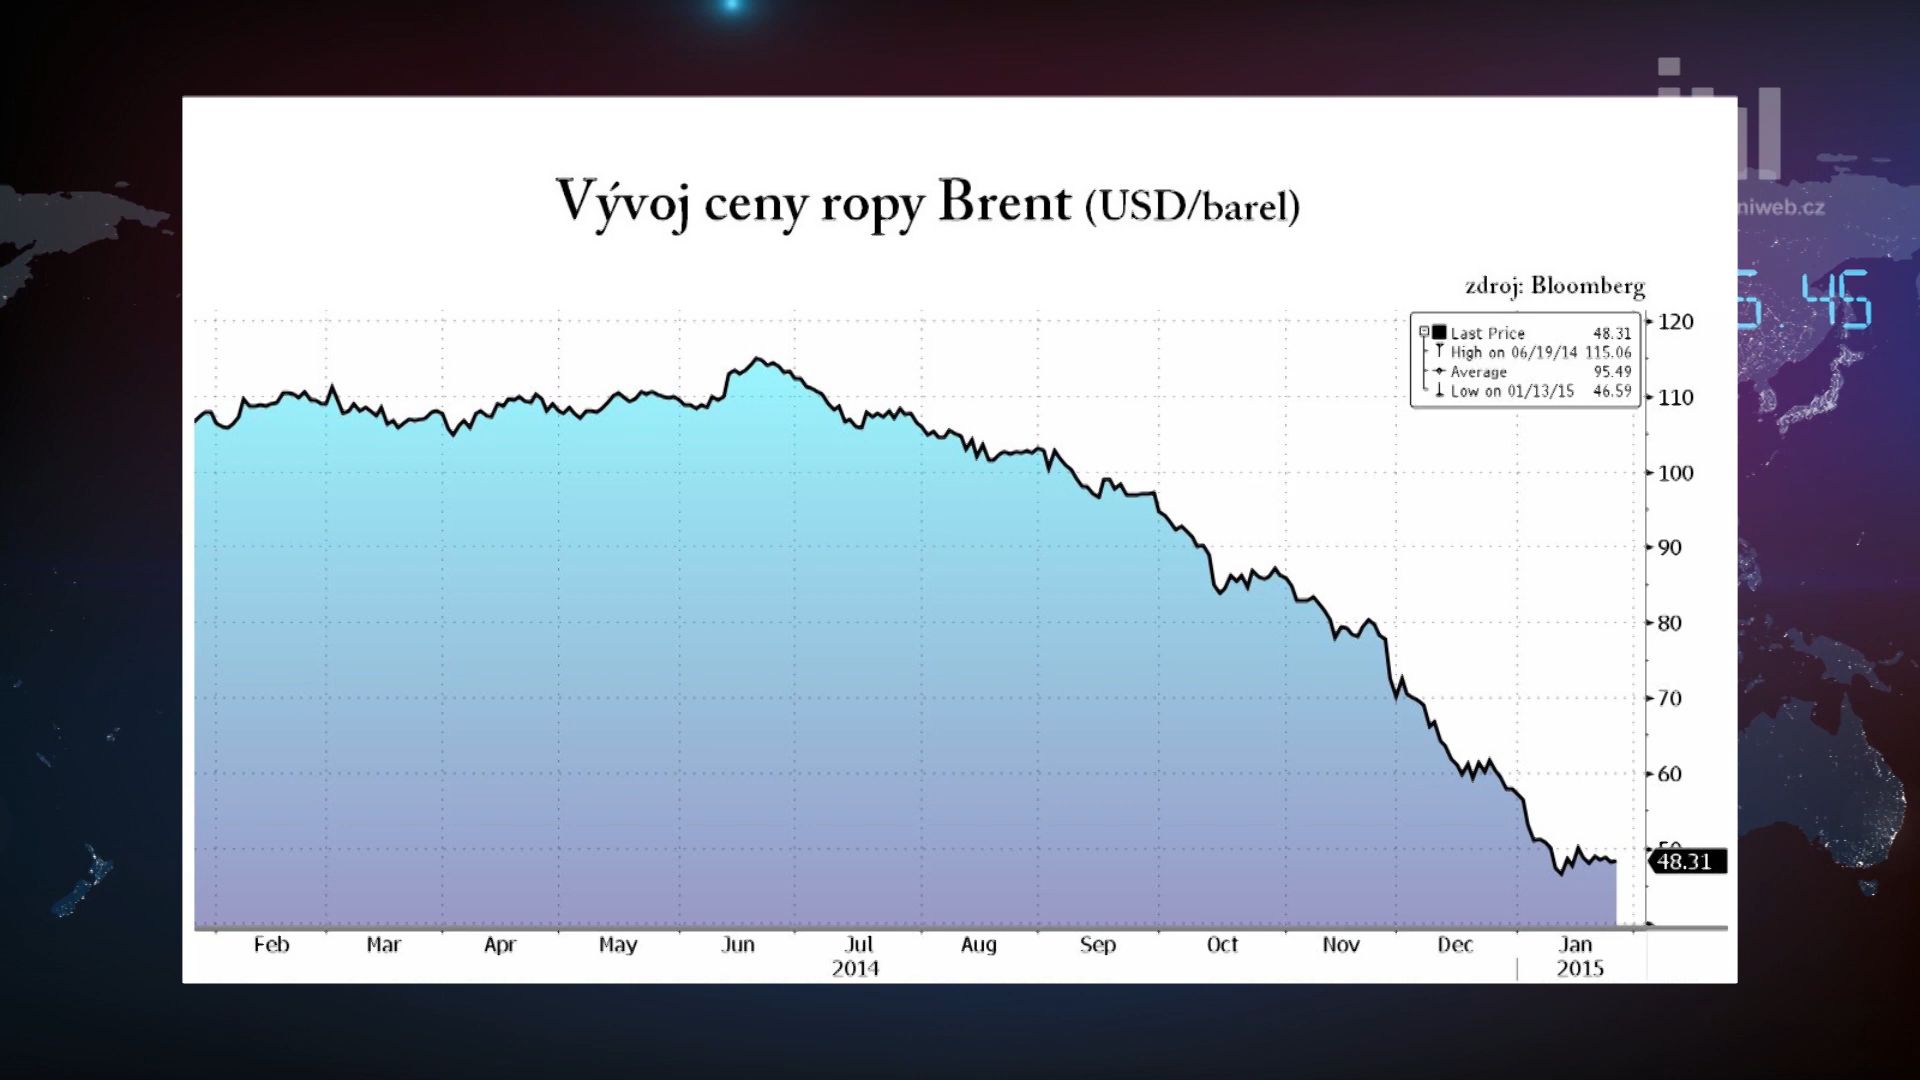 Vývoj ceny ropy Brent (USD/barel)
zdroj: Bloomberg
Last Price 48.31
High on 06/19/14 115.06
Average 95.49
Low on 01/13/15 46.59
niweb.cz
45
120
110
100
90
80
70
60
50
48.31
Feb Mar Apr May Jun Jul Aug Sep Oct Nov Dec Jan
2014 2015